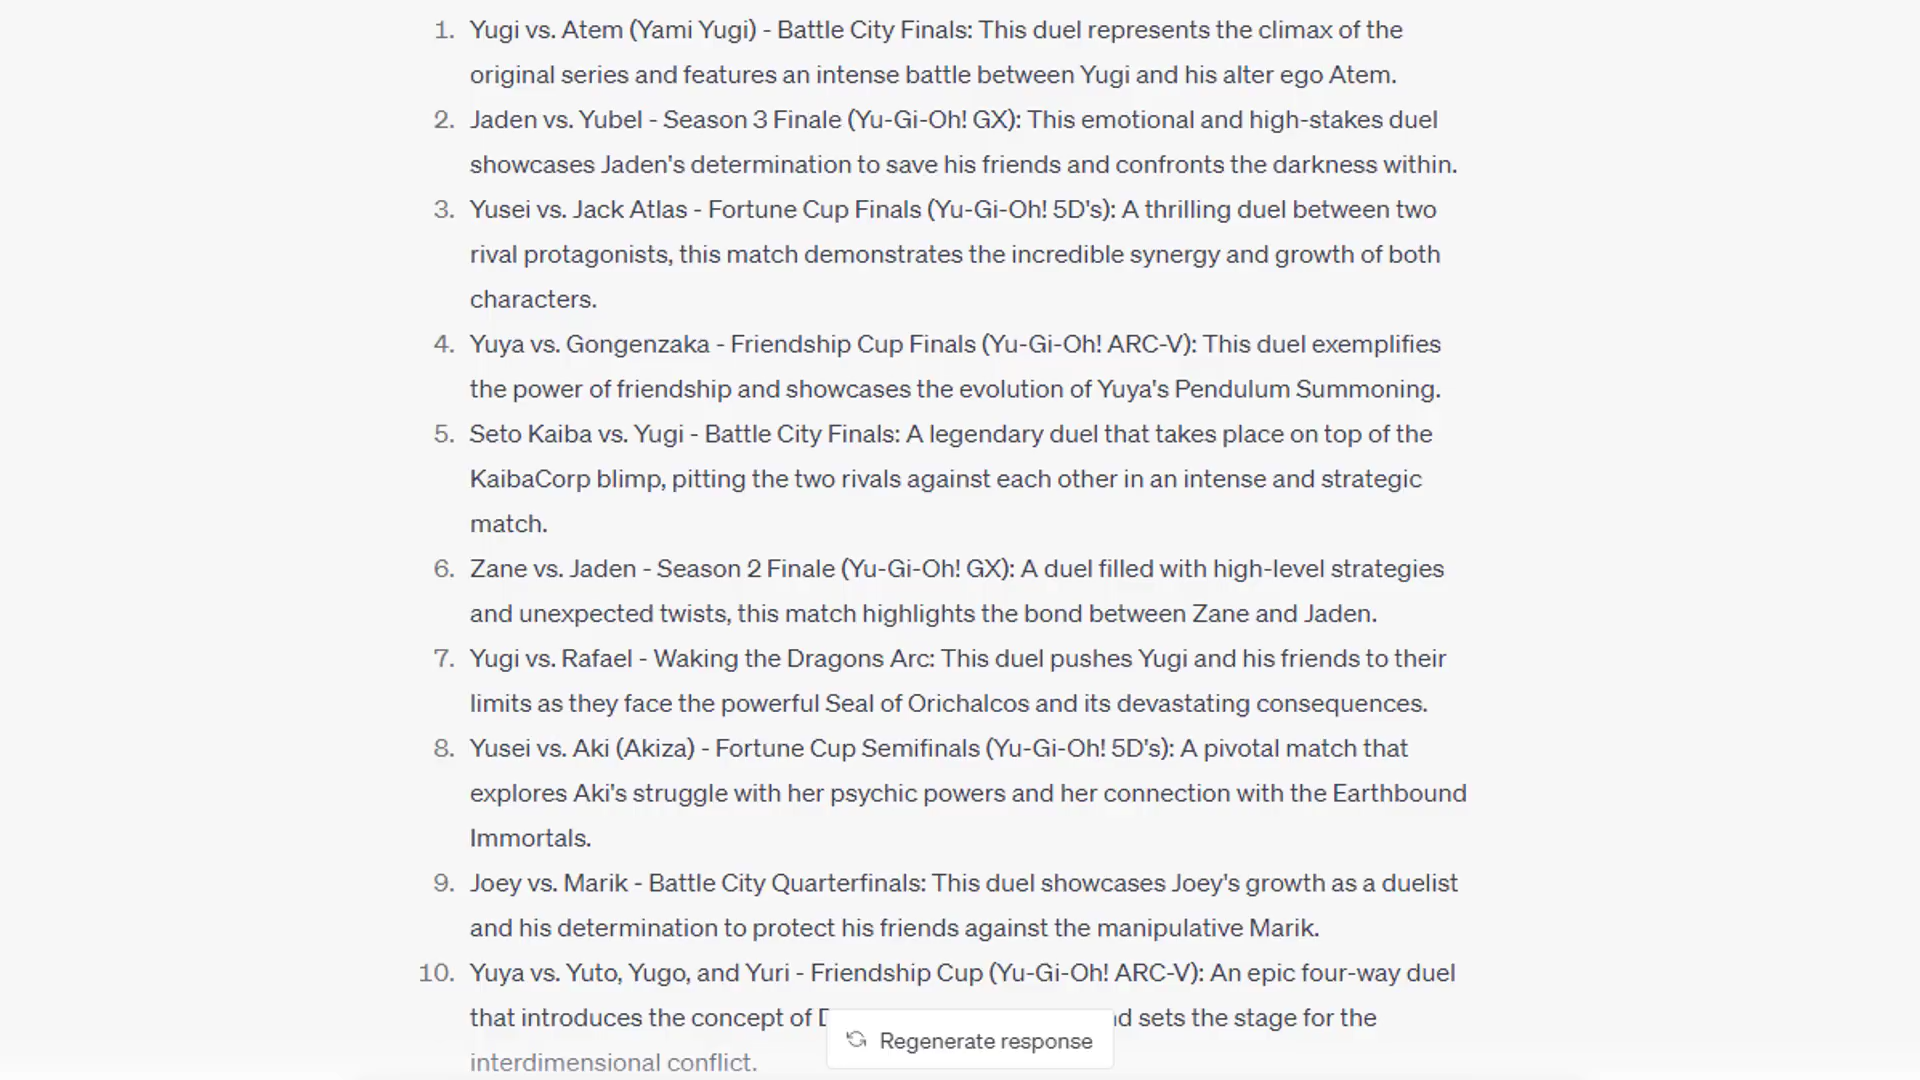 1. Yugi vs. Atem (Yami Yugi) - Battle City Finals: This duel represents the climax of the
original series and features an intense battle between Yugi and his alter ego Atem.
2. Jaden vs. Yubel - Season 3 Finale (Yu-Gi-Oh! GX): This emotional and high-stakes duel
showcases Jaden's determination to save his friends and confronts the darkness within.
3. Yusei vs. Jack Atlas - Fortune Cup Finals (Yu-Gi-Oh! 5D's): A thrilling duel between two
rival protagonists, this match demonstrates the incredible synergy and growth of both
characters.
4. Yuya vs. Gongenzaka - Friendship Cup Finals (Yu-Gi-Oh! ARC-V): This duel exemplifies
the power of friendship and showcases the evolution of Yuya's Pendulum Summoning.
5. Seto Kaiba vs. Yugi - Battle City Finals: A legendary duel that takes place on top of the
KaibaCorp blimp, pitting the two rivals against each other in an intense and strategic
match.
6. Zane vs. Jaden - Season 2 Finale (Yu-Gi-Oh! GX): A duel filled with high-level strategies
and unexpected twists, this match highlights the bond between Zane and Jaden.
7. Yugi vs. Rafael - Waking the Dragons Arc: This duel pushes Yugi and his friends to their
limits as they face the powerful Seal of Orichalcos and its devastating consequences.
8. Yusei vs. Aki (Akiza) - Fortune Cup Semifinals (Yu-Gi-Oh! 5D's): A pivotal match that
explores Aki's struggle with her psychic powers and her connection with the Earthbound
Immortals.
9. Joey vs. Marik - Battle City Quarterfinals: This duel showcases Joey's growth as a duelist
and his determination to protect his friends against the manipulative Marik.
10. Yuya vs. Yuto, Yugo, and Yuri - Friendship Cup (Yu-Gi-Oh! ARC-V): An epic four-way duel
that introduces the concept of sets the stage for the
Regenerate response
interdimensional conflict.